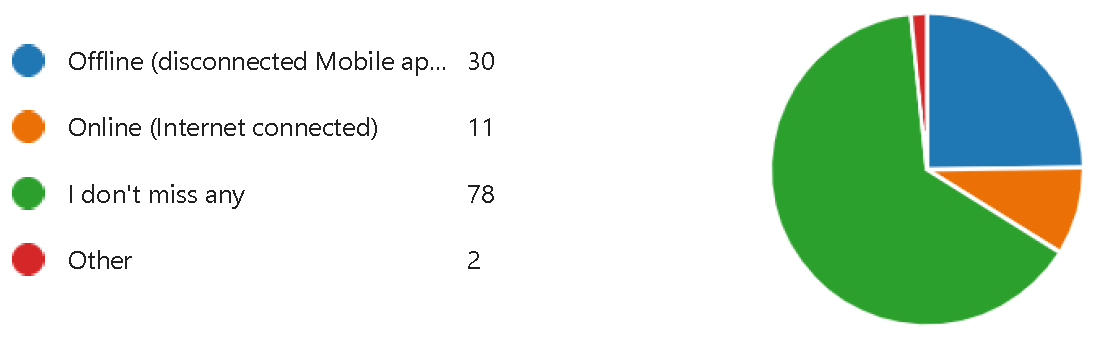 Offline (disconnected Mobile ap... 30
Online (Internet connected) 11
I don't miss any 78
Other 2